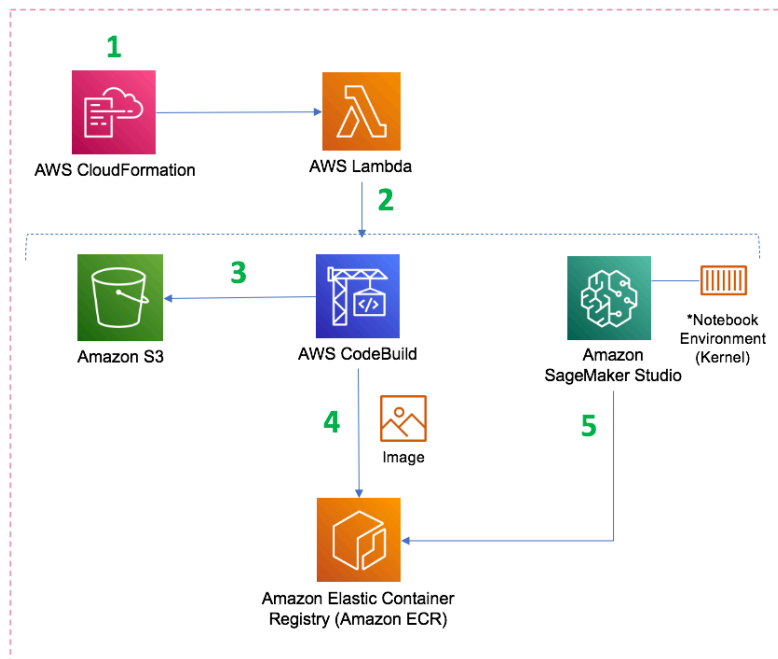 1
AWS CloudFormation
AWS Lambda
2
3
Amazon S3
AWS CodeBuild
Amazon
SageMaker Studio
*Notebook
Environment
(Kernel)
4
Image
5
Amazon Elastic Container
Registry (Amazon ECR)